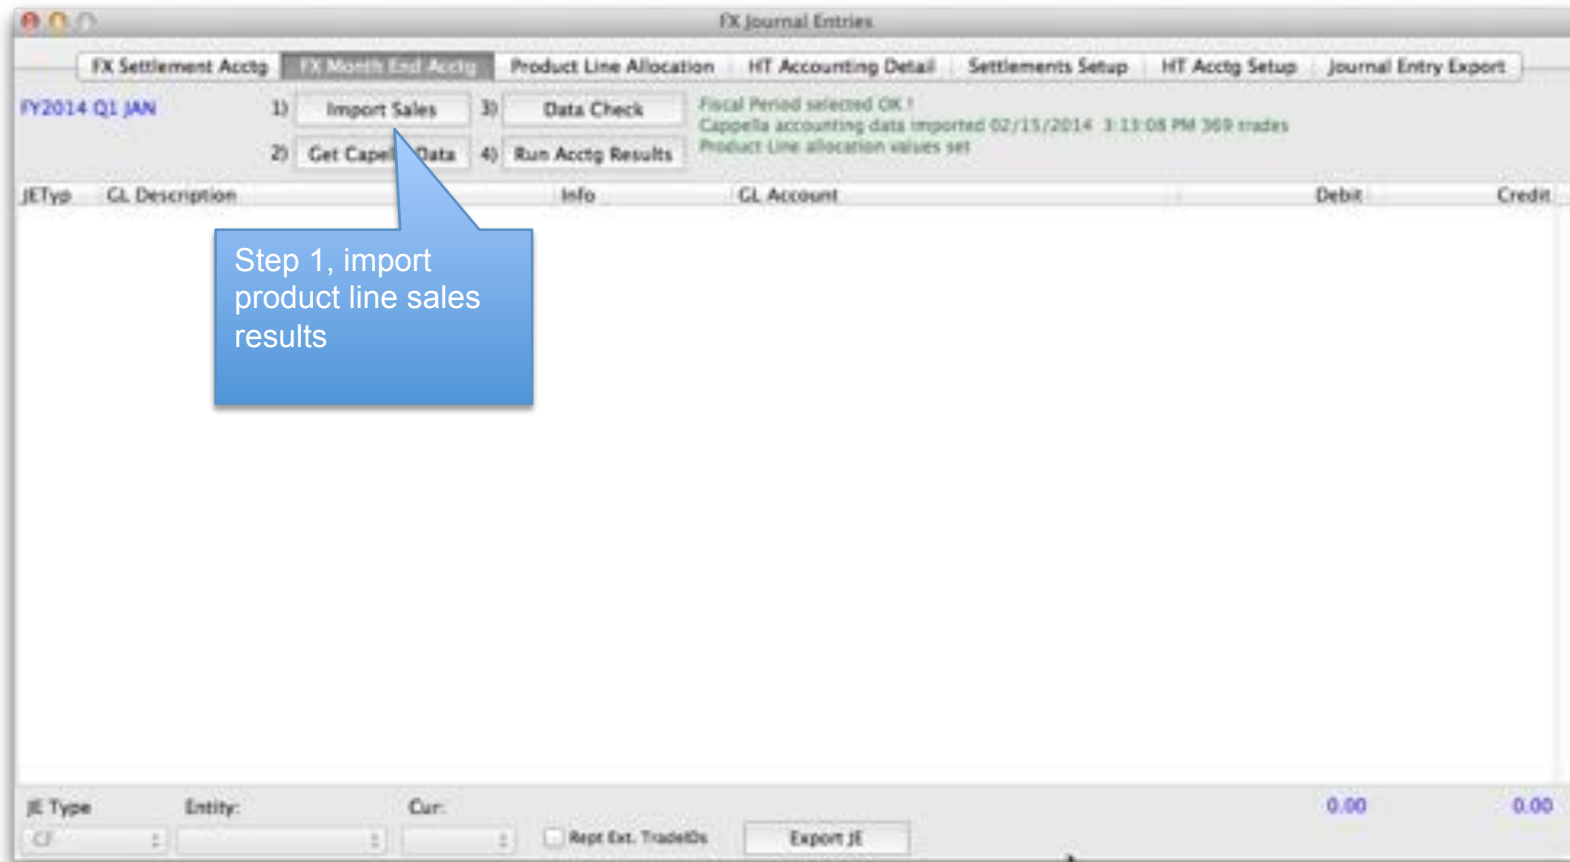 FX Journal Entries
FX Settlement Acctg FX Month End Acctg Product Line Allocation HT Accounting Detail Settlements Setup HT Acctg Setup Journal Entry Export
FY2014 Q1 JAN 1) Import Sales 3) Data Check
2) Get Capell Data 4) Run Acctg Results
Fiscal Period selected OK !
Cappella accounting data imported 02/15/2014 3:13:08 PM 369 trades
Product Line allocation values set
JETyp GL Description Info GL Account Debit Credit
Step 1, import
product line sales
results
JE Type Entity: Cur: 0.00 0.00
CF Rept Ext. TradeIDs Export JE